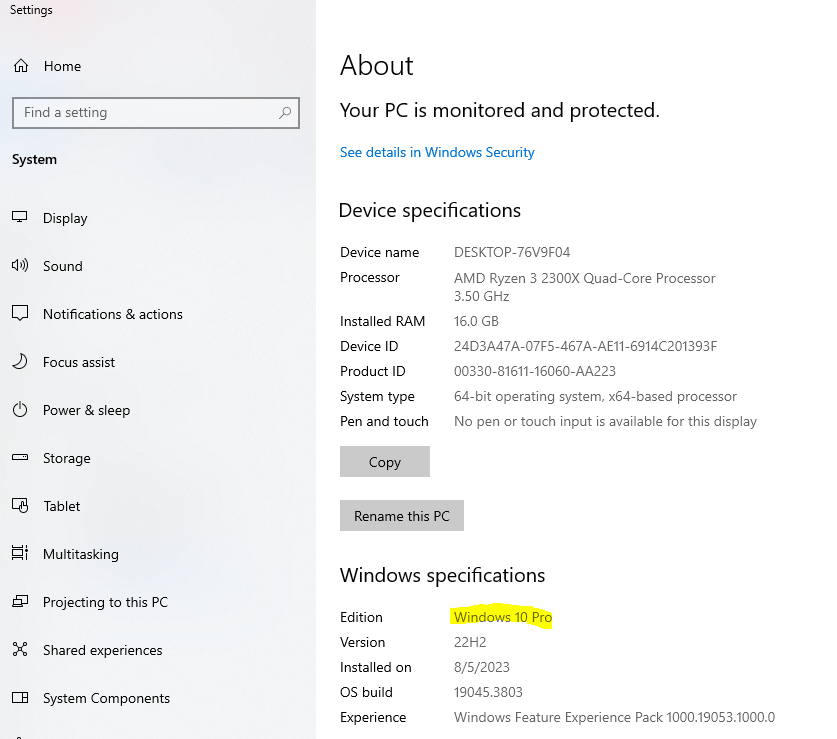 Settings
Home
Find a setting
System
Display
Sound
Notifications & actions
Focus assist
Power & sleep
Storage
Tablet
Multitasking
Projecting to this PC
Shared experiences
System Components
About
Your PC is monitored and protected.
See details in Windows Security
Device specifications
Device name DESKTOP-76V9F04
Processor AMD Ryzen 3 2300X Quad-Core Processor
3.50 GHz
Installed RAM 16.0 GB
Device ID 24D3A47A-07F5-467A-AE11-6914C201393F
Product ID 00330-81611-16060-AA223
System type 64-bit operating system, x64-based processor
Pen and touch No pen or touch input is available for this display
Copy
Rename this PC
Windows specifications
Edition Windows 10 Pro
Version 22H2
Installed on 8/5/2023
OS build 19045.3803
Experience Windows Feature Experience Pack 1000.19053.1000.0